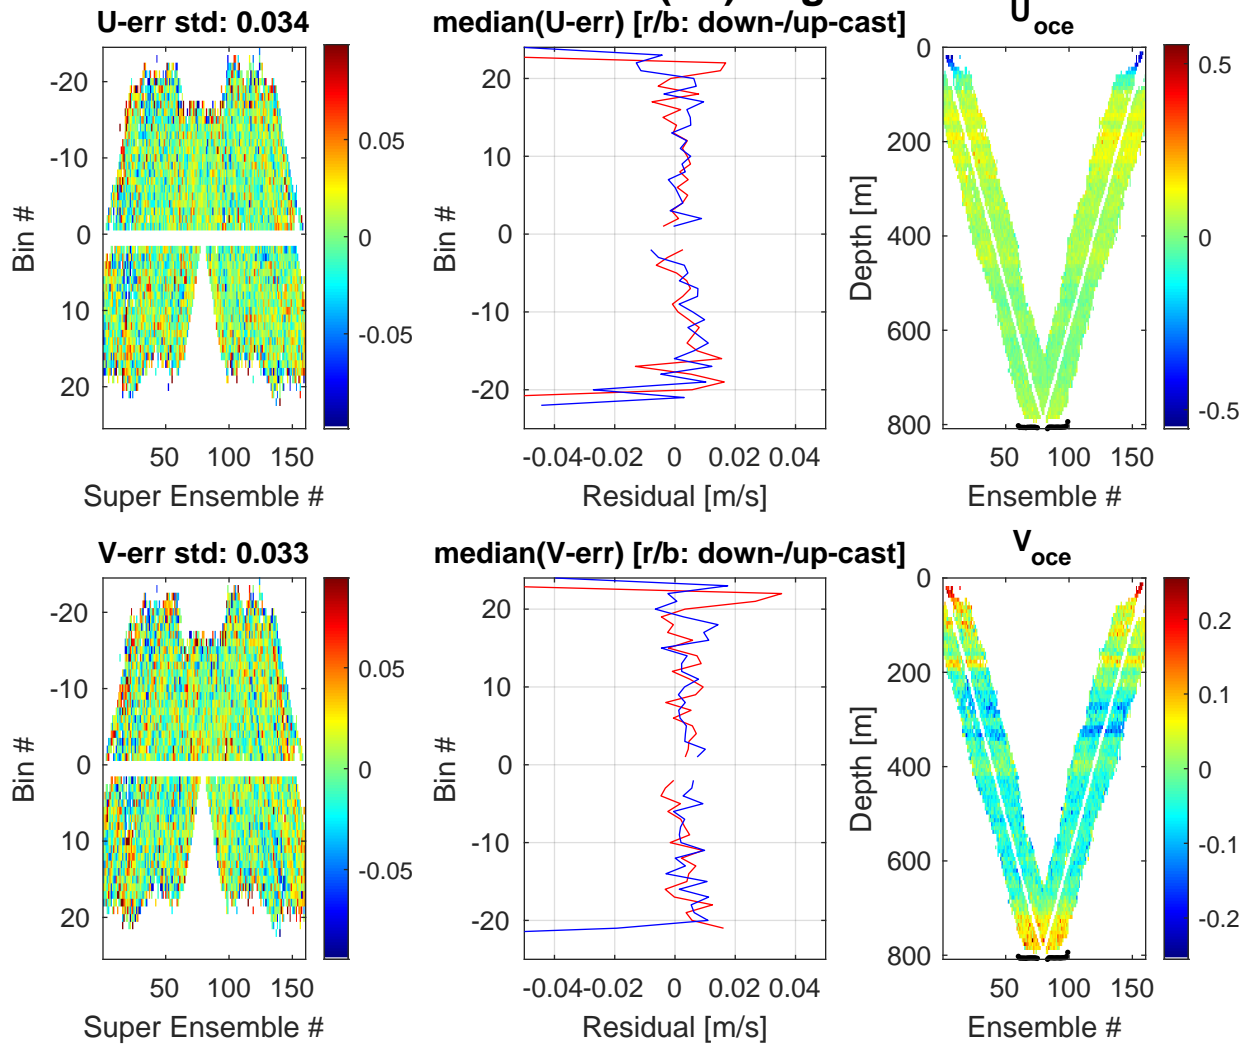 U-err std: 0.034
median(U-err) [r/b: down-/up-cast]
U oce
-20
-10
0
10
20
Bin #
50 100 150
Super Ensemble #
0.05
0
-0.05
20
10
0
-10
-20
Bin #
-0.04 -0.02 0 0.02 0.04
Residual [m/s]
0
200
400
600
800
Depth [m]
50 100 150
Ensemble #
0.5
0
-0.5
V-err std: 0.033
median(V-err) [r/b: down-/up-cast]
V oce
-20
-10
0
10
20
Bin #
50 100 150
Super Ensemble #
0.05
0
-0.05
20
10
0
-10
-20
Bin #
-0.04 -0.02 0 0.02 0.04
Residual [m/s]
0
200
400
600
800
Depth [m]
50 100 150
Ensemble #
0.2
0.1
0
-0.1
-0.2